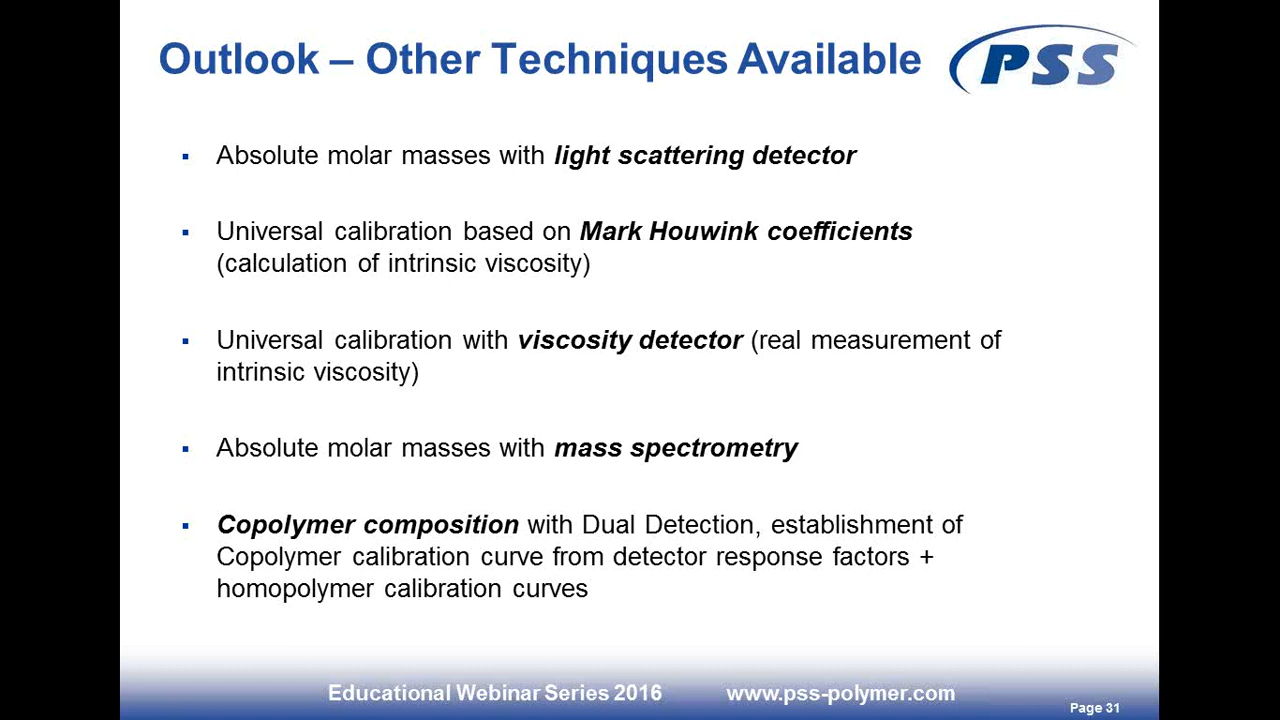 Outlook – Other Techniques Available
PSS
▪ Absolute molar masses with light scattering detector
▪ Universal calibration based on Mark Houwink coefficients
(calculation of intrinsic viscosity)
▪ Universal calibration with viscosity detector (real measurement of
intrinsic viscosity)
▪ Absolute molar masses with mass spectrometry
▪ Copolymer composition with Dual Detection, establishment of
Copolymer calibration curve from detector response factors +
homopolymer calibration curves
Educational Webinar Series 2016 www.pss-polymer.com
Page 31